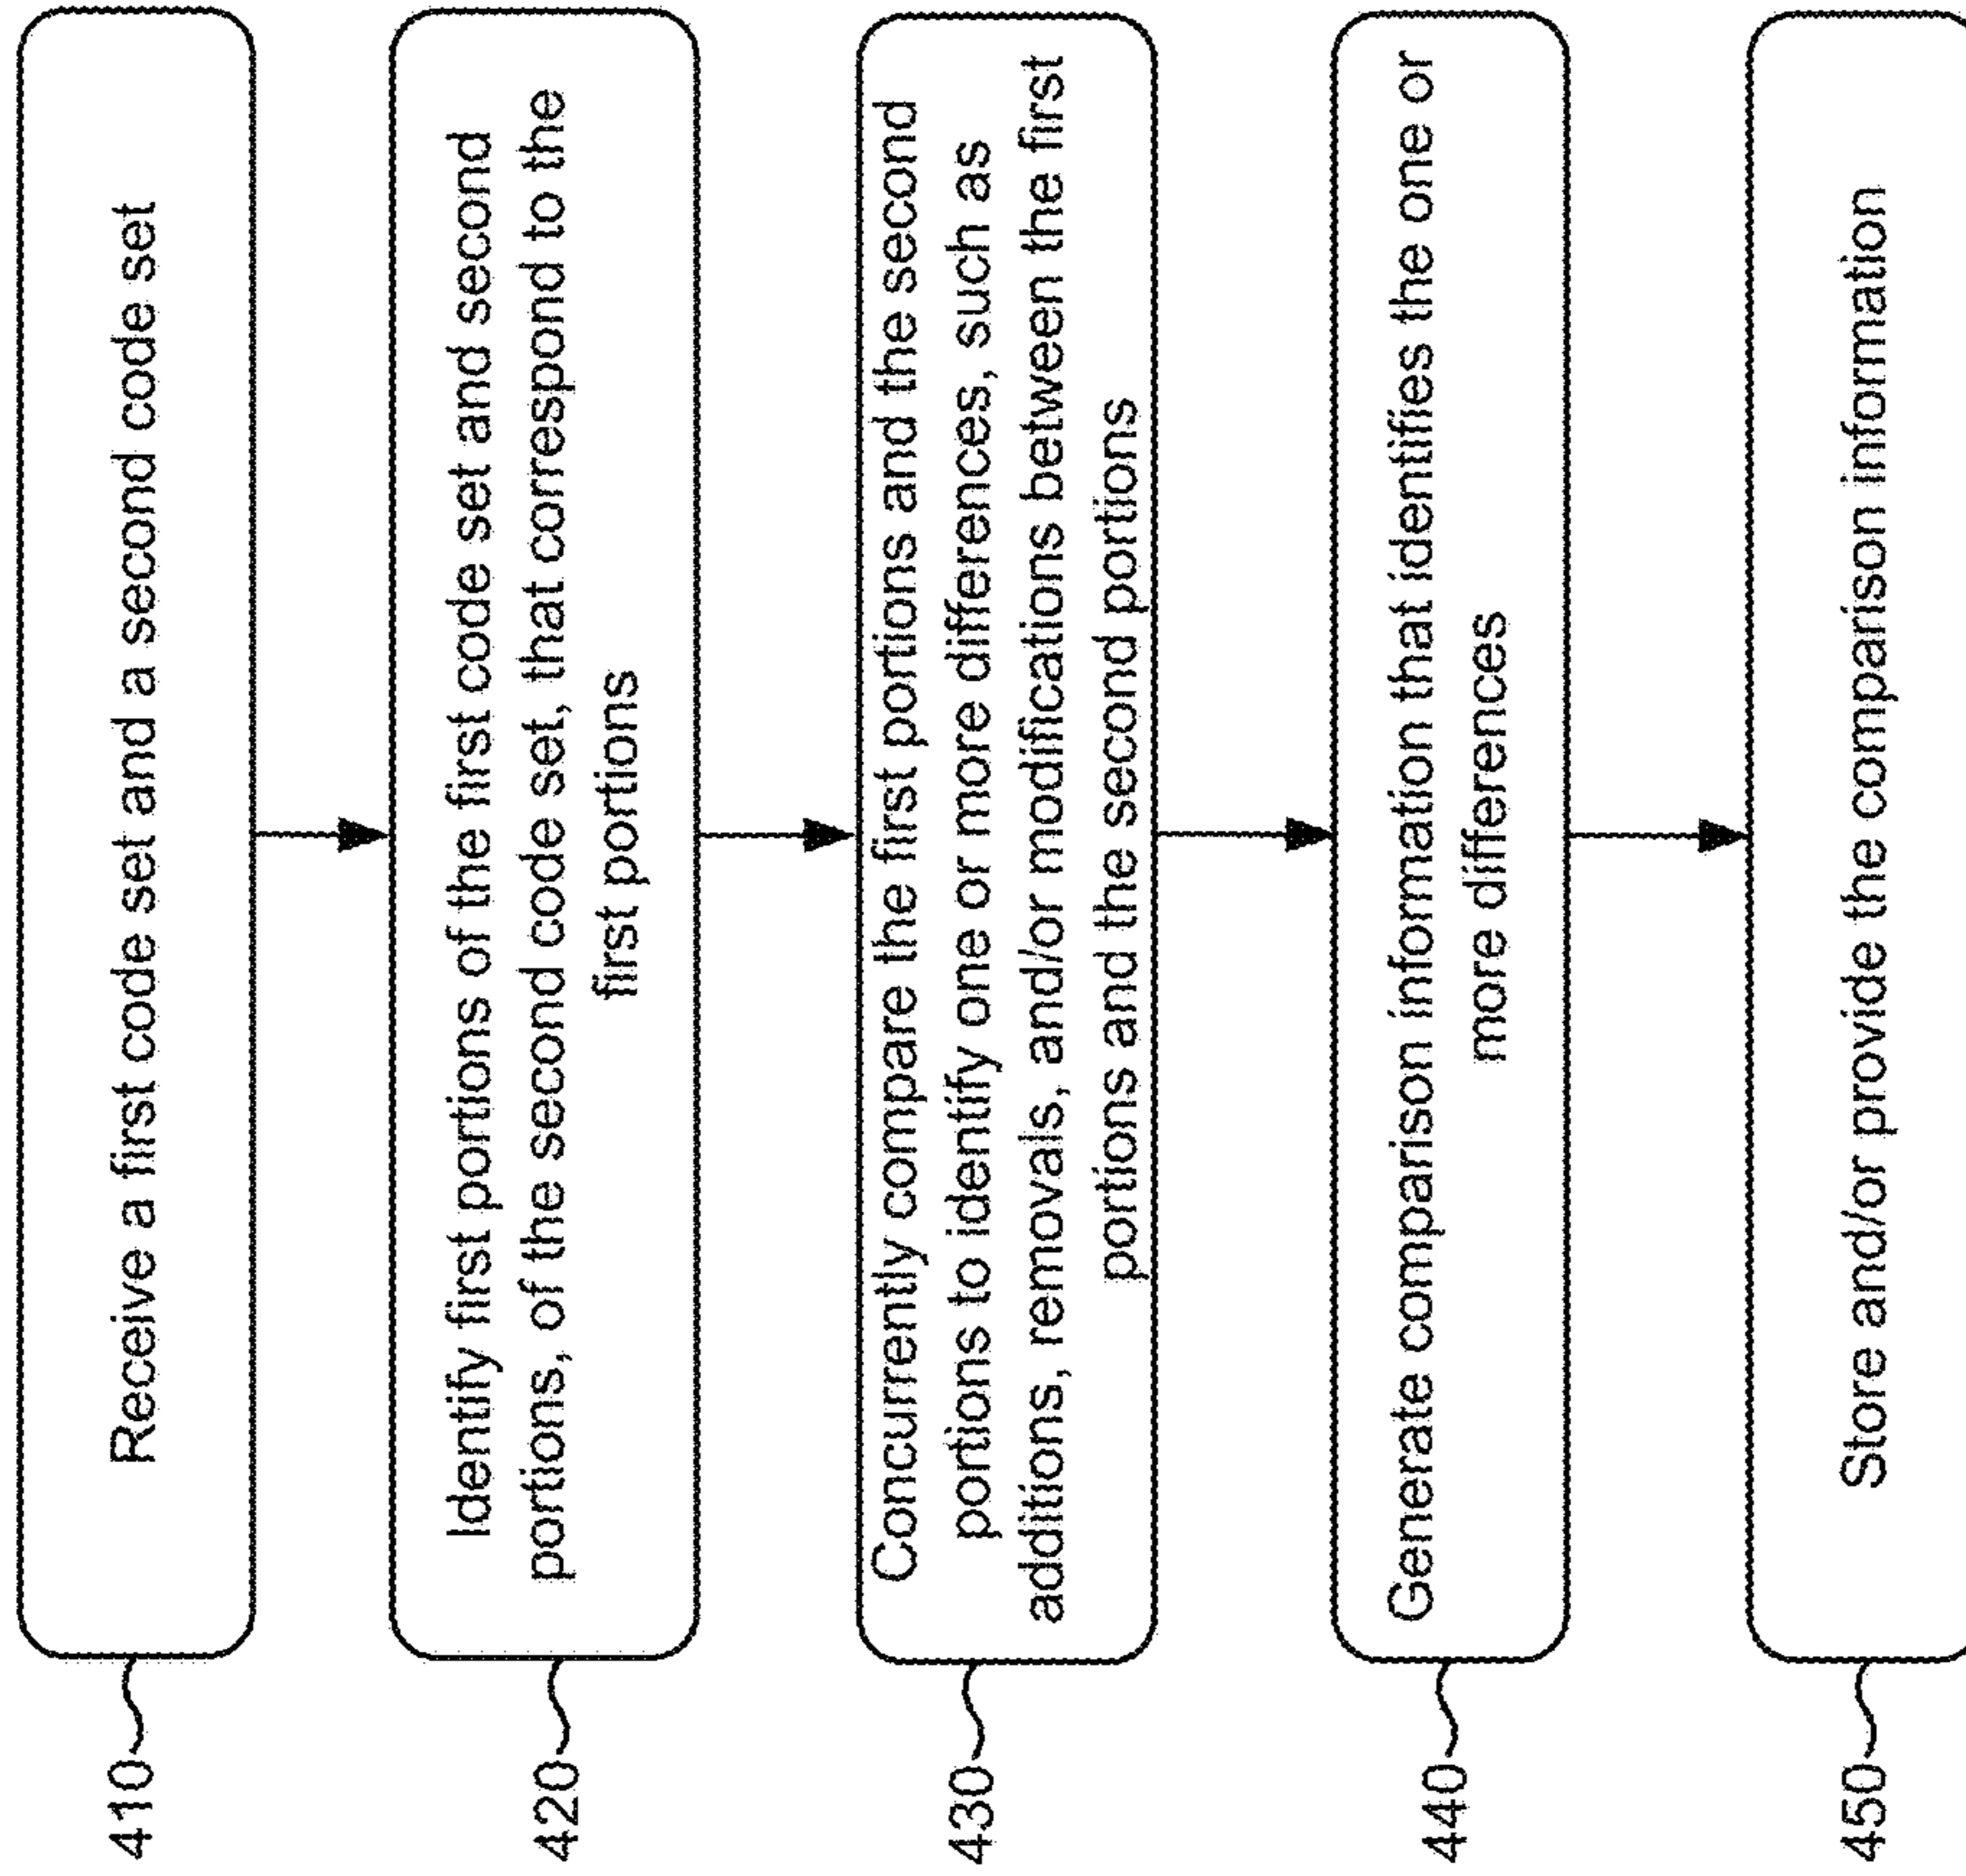 410
Receive a first code set and a second code set
420
Identify first portions of the first code set and second
portions, of the second code set, that correspond to the
first portions
430
Concurrently compare the first portions and the second
portions to identify one or more differences, such as
additions, removals, and/or modifications between the first
portions and the second portions
440
Generate comparison information that identifies the one or
more differences
450
Store and/or provide the comparison information